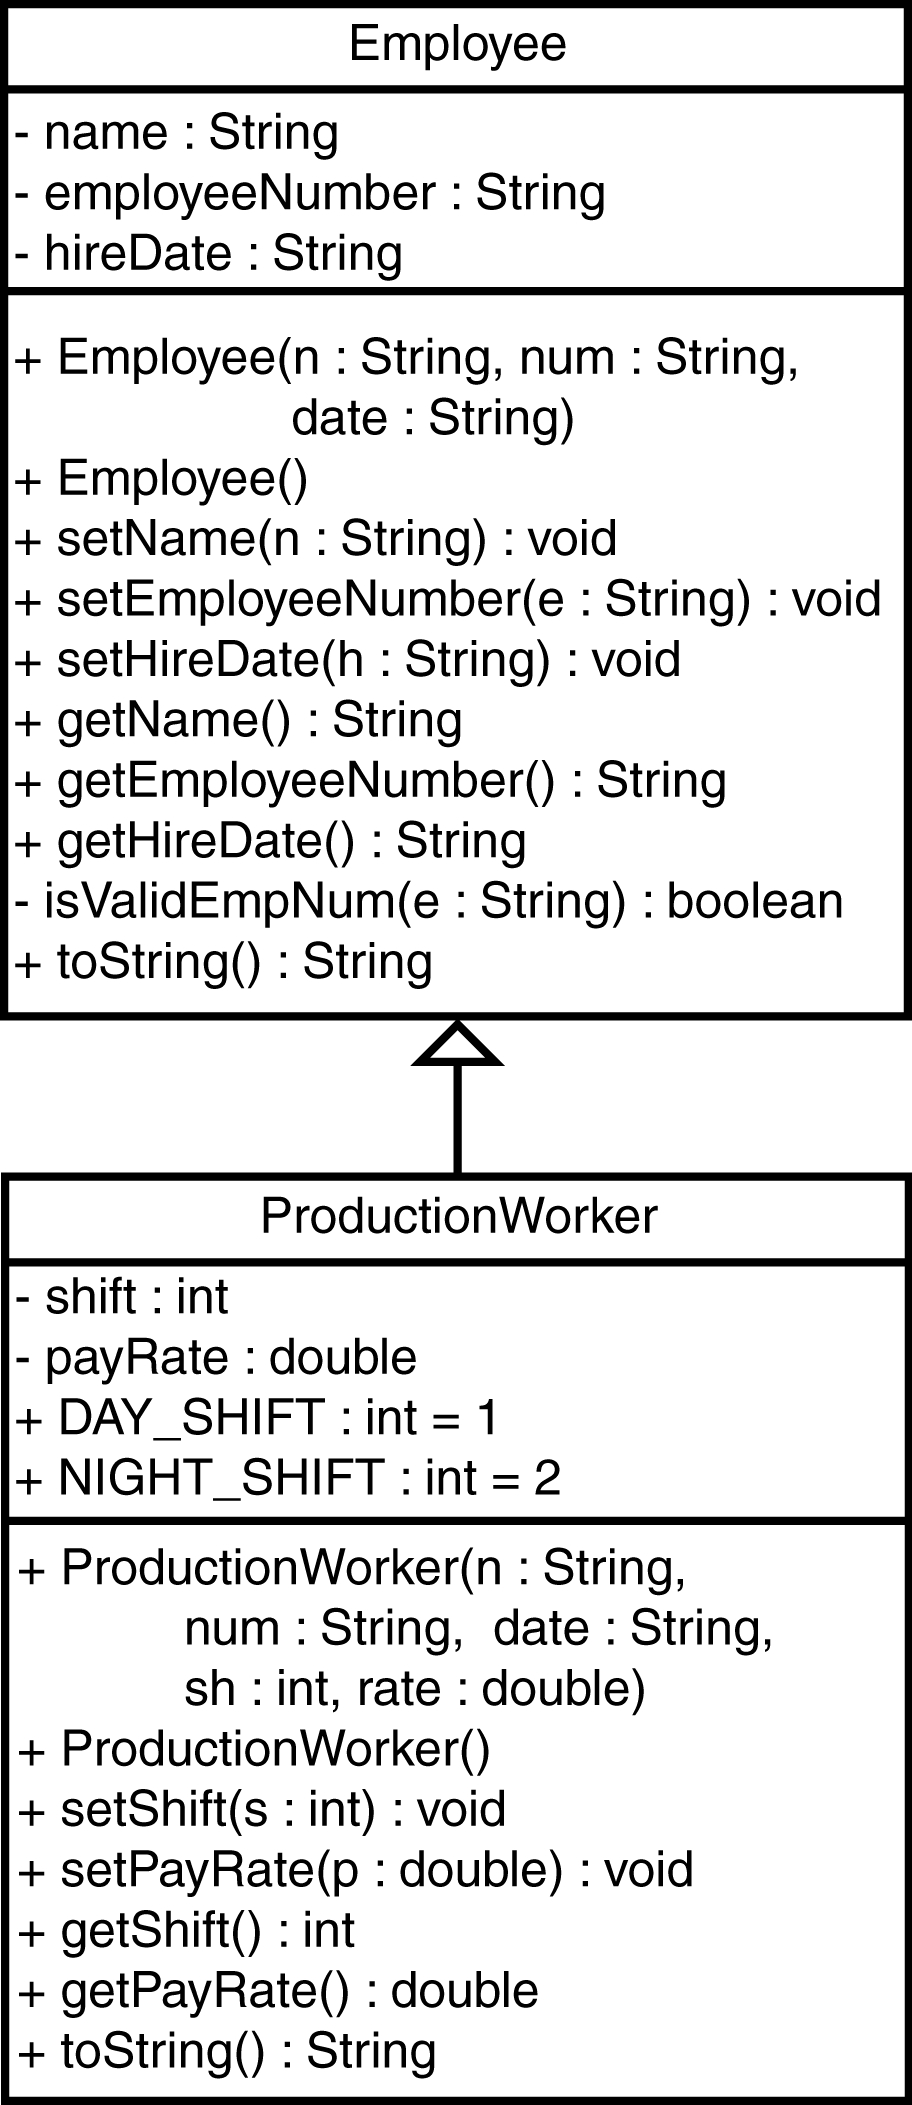 Employee
- name : String
- employeeNumber : String
- hireDate : String
+ Employee(n : String, num : String,
date : String)
+ Employee()
+ setName(n : String) : void
+ setEmployeeNumber(e : String) : void
+ setHireDate(h : String) : void
+ getName() : String
+ getEmployeeNumber() : String
+ getHireDate() : String
- isValidEmpNum(e : String) : boolean
+ toString() : String
ProductionWorker
- shift : int
- payRate : double
+ DAY_SHIFT : int = 1
+ NIGHT_SHIFT : int = 2
+ ProductionWorker(n : String,
num : String, date : String,
sh : int, rate : double)
+ ProductionWorker()
+ setShift(s : int) : void
+ setPayRate(p : double) : void
+ getShift() : int
+ getPayRate() : double
+ toString() : String